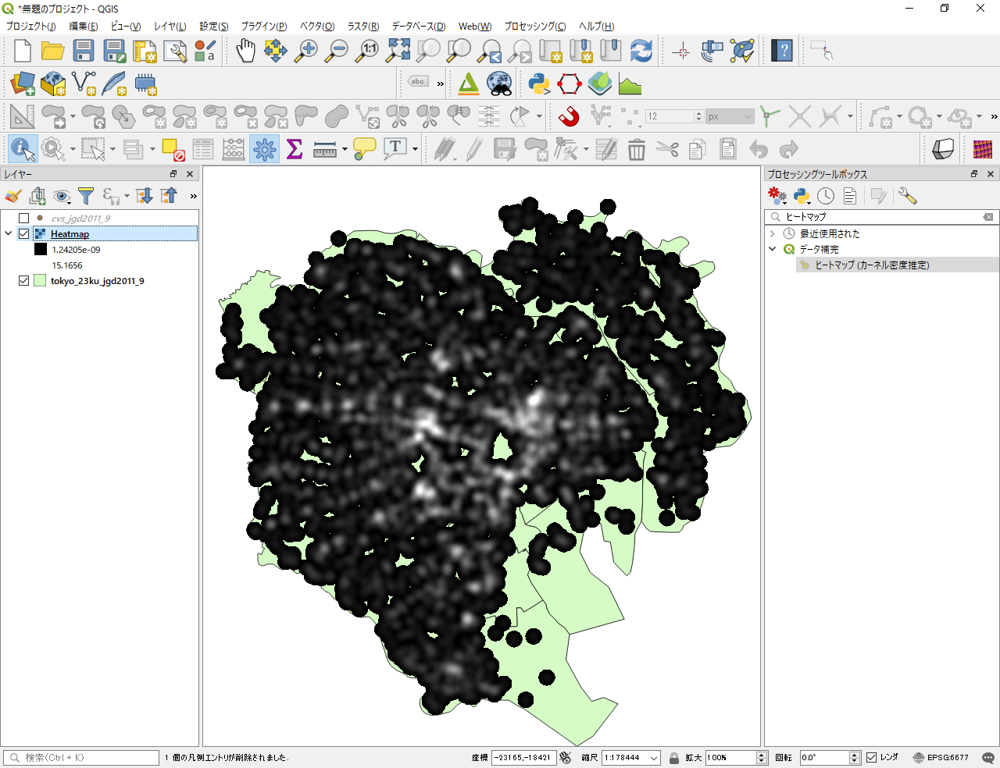 *無題のプロジェクト - QGIS
プロジェクト(J) 編集(E) ビュー(V) レイヤ(L) 設定(S) プラグイン(P) ベクタ(O) ラスタ(R) データベース(D) Web(W) プロセッシング(C) ヘルプ(H)
1:1
a
abc »
12 px »
T
レイヤー
ε »
cvs_jgd2011_9
Heatmap
1.24205e-09
15.1656
tokyo_23ku_jgd2011_9
プロセッシングツールボックス
ヒートマップ
最近使用された
データ補完
ヒートマップ (カーネル密度推定)
検索(Ctrl + K) 1 個の凡例エントリが削除されました. 座標 -23165,-18421 縮尺 1:178444 拡大 100% 回転 0.0° レンダ EPSG:6677